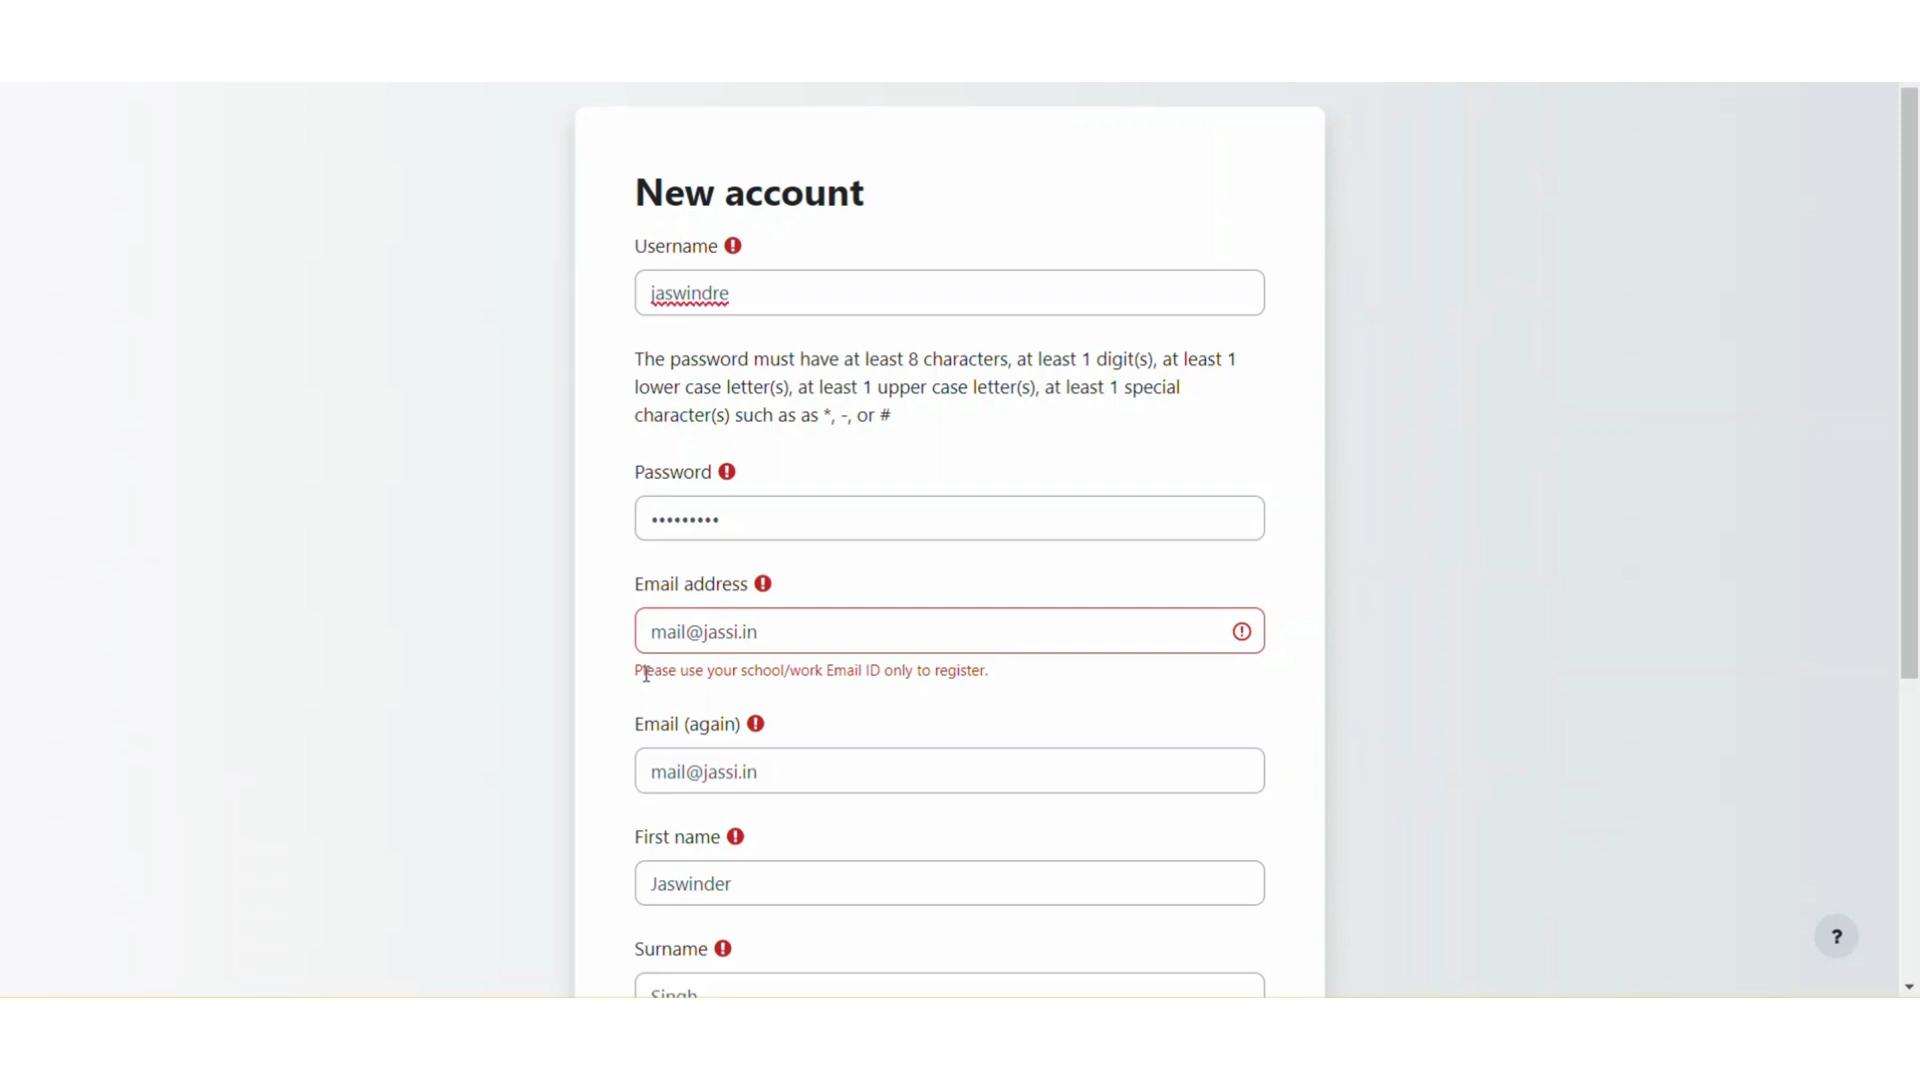 New account
Username
jaswindre
The password must have at least 8 characters, at least 1 digit(s), at least 1
lower case letter(s), at least 1 upper case letter(s), at least 1 special
character(s) such as as *, -, or #
Password
•••••••••
Email address
mail@jassi.in
Please use your school/work Email ID only to register.
Email (again)
mail@jassi.in
First name
Jaswinder
Surname
Singh
?